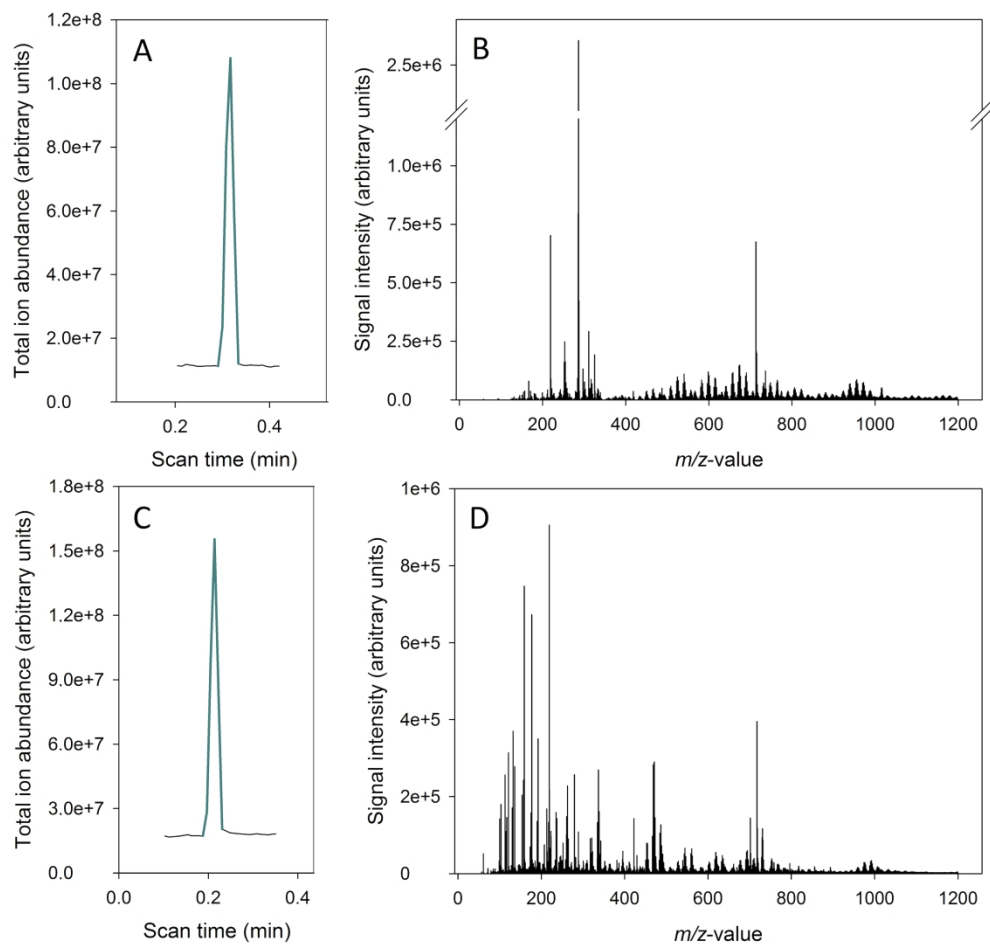 A
Total ion abundance (arbitrary units)
1.2e+8
1.0e+8
8.0e+7
6.0e+7
4.0e+7
2.0e+7
0.0
0.2
0.4
Scan time (min)
B
Signal intensity (arbitrary units)
2.5e+6
1.0e+6
7.5e+5
5.0e+5
2.5e+5
0.0
0
200
400
600
800
1000
1200
m/z-value
C
Total ion abundance (arbitrary units)
1.8e+8
1.5e+8
1.2e+8
9.0e+7
6.0e+7
3.0e+7
0.0
0.0
0.2
0.4
Scan time (min)
D
Signal intensity (arbitrary units)
1e+6
8e+5
6e+5
4e+5
2e+5
0
0
200
400
600
800
1000
1200
m/z-value